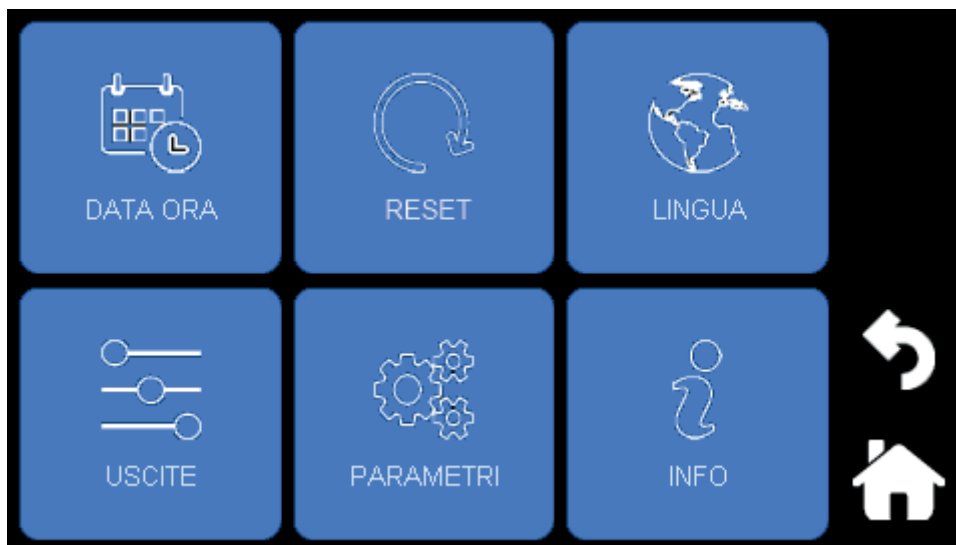 DATA ORA
RESET
LINGUA
USCITE
PARAMETRI
INFO